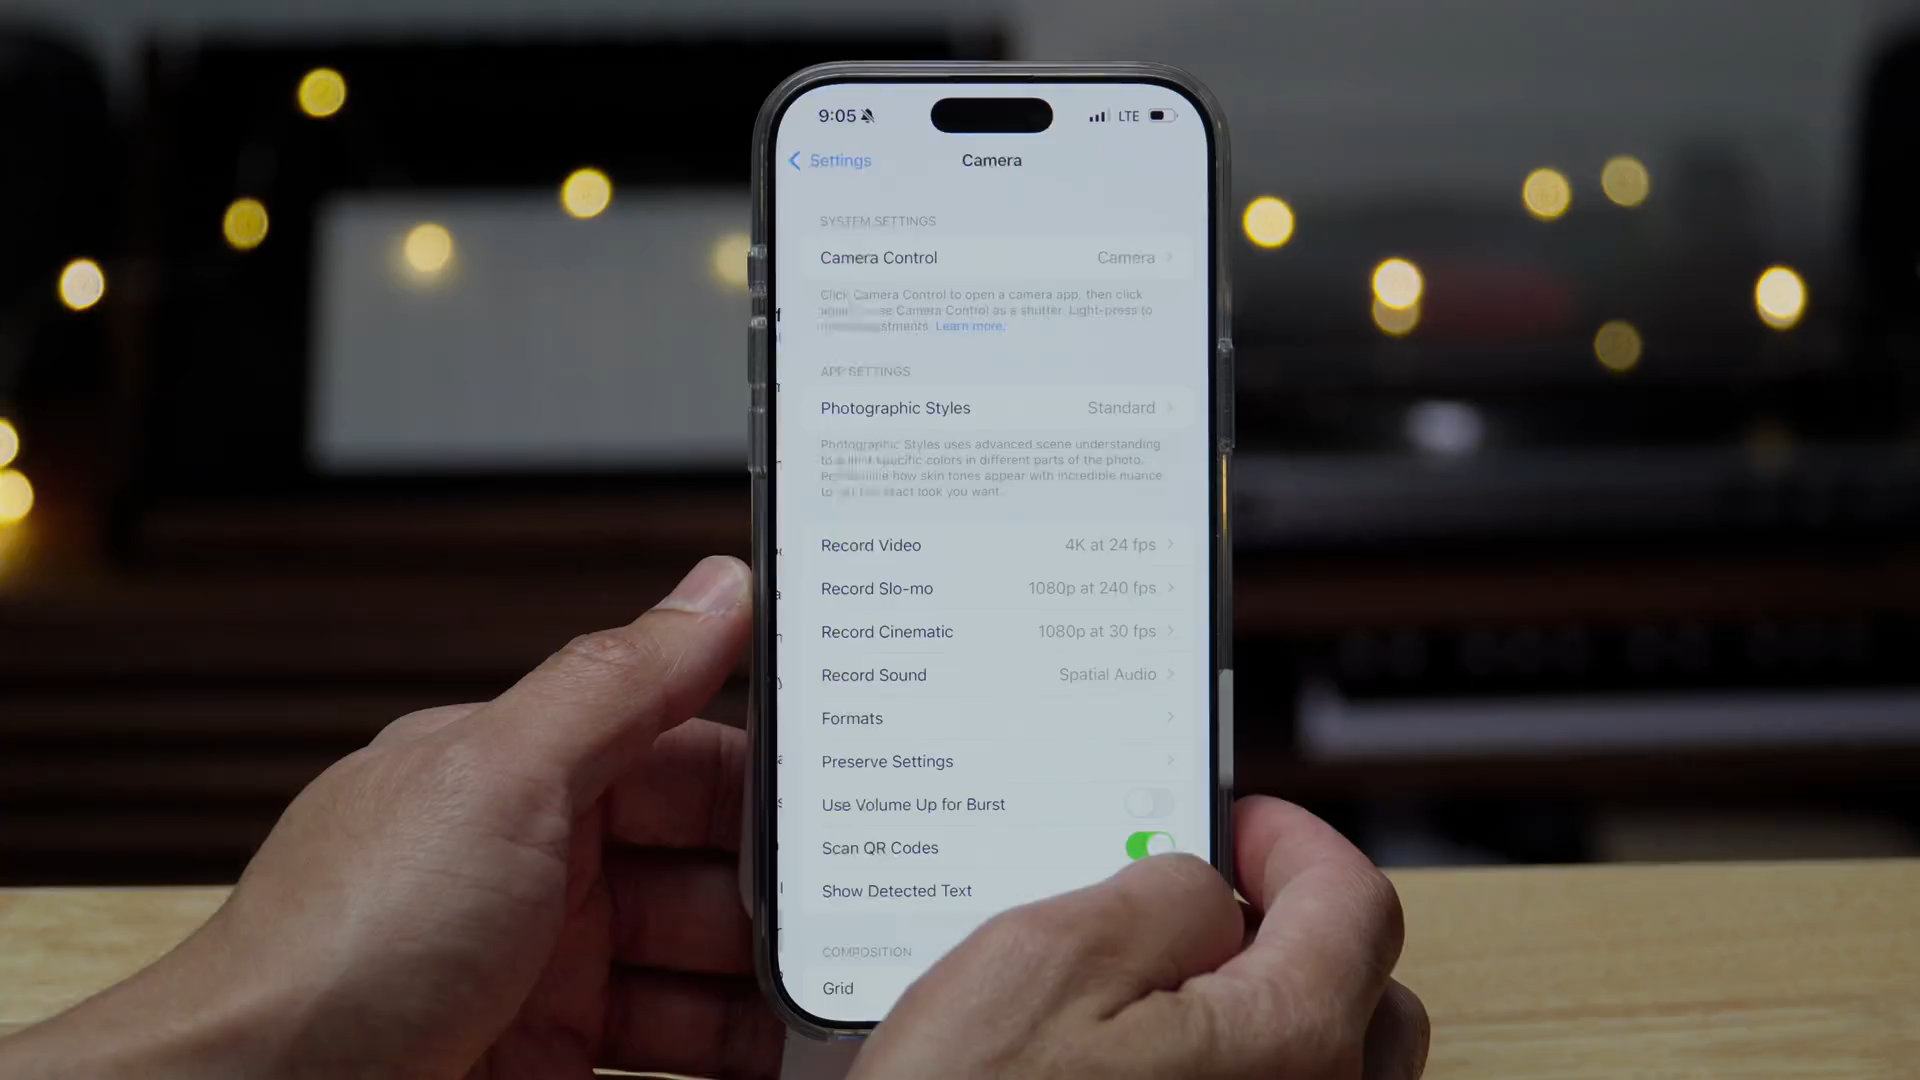 9:05
LTE
Settings
Camera
SYSTEM SETTINGS
Camera Control Camera
Click Camera Control to open a camera app, then click
Camera Control as a shutter. Light-press to
Learn more.
APP SETTINGS
Photographic Styles Standard
Photographic Styles uses advanced scene understanding
to specific colors in different parts of the photo.
how skin tones appear with incredible nuance
to look you want.
Record Video 4K at 24 fps
Record Slo-mo 1080p at 240 fps
Record Cinematic 1080p at 30 fps
Record Sound Spatial Audio
Formats
Preserve Settings
Use Volume Up for Burst
Scan QR Codes
Show Detected Text
COMPOSITION
Grid